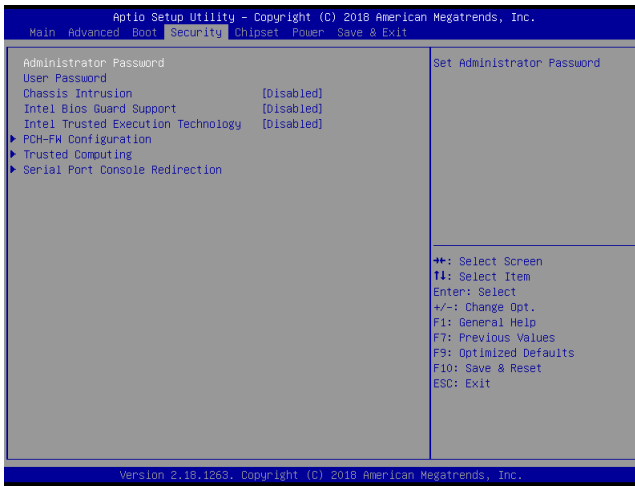 Aptio Setup Utility – Copyright (C) 2018 American Megatrends, Inc.
Main Advanced Boot Security Chipset Power Save & Exit
Administrator Password
User Password
Chassis Intrusion [Disabled]
Intel Bios Guard Support [Disabled]
Intel Trusted Execution Technology [Disabled]
PCH-FW Configuration
Trusted Computing
Serial Port Console Redirection
Set Administrator Password
→←: Select Screen
↑↓: Select Item
Enter: Select
+/-: Change Opt.
F1: General Help
F7: Previous Values
F9: Optimized Defaults
F10: Save & Reset
ESC: Exit
Version 2.18.1263. Copyright (C) 2018 American Megatrends, Inc.